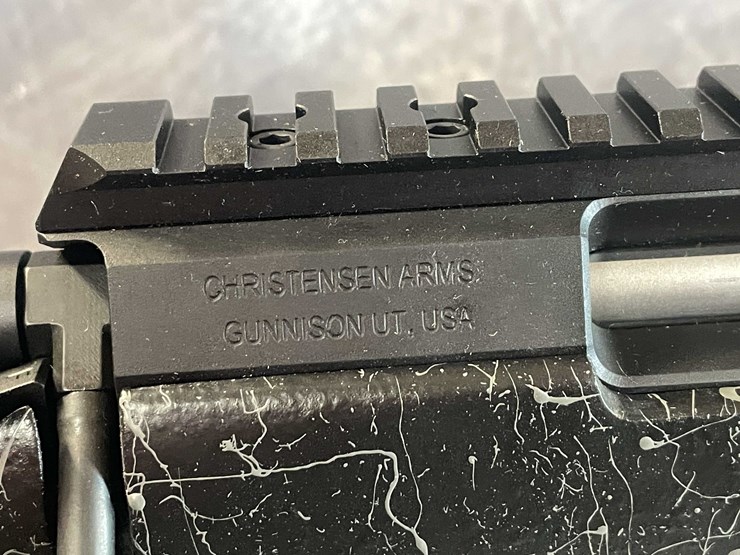 CHRISTENSEN ARMS
GUNNISON UT, USA